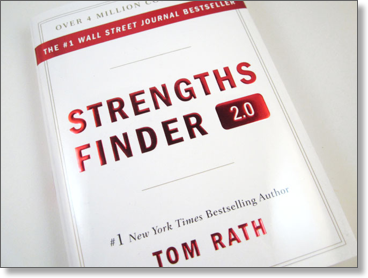 OVER 4 MILLION
THE #1 WALL STREET JOURNAL BESTSELLER
STRENGTHS
FINDER 2.0
#1 New York Times Bestselling Author
TOM RATH